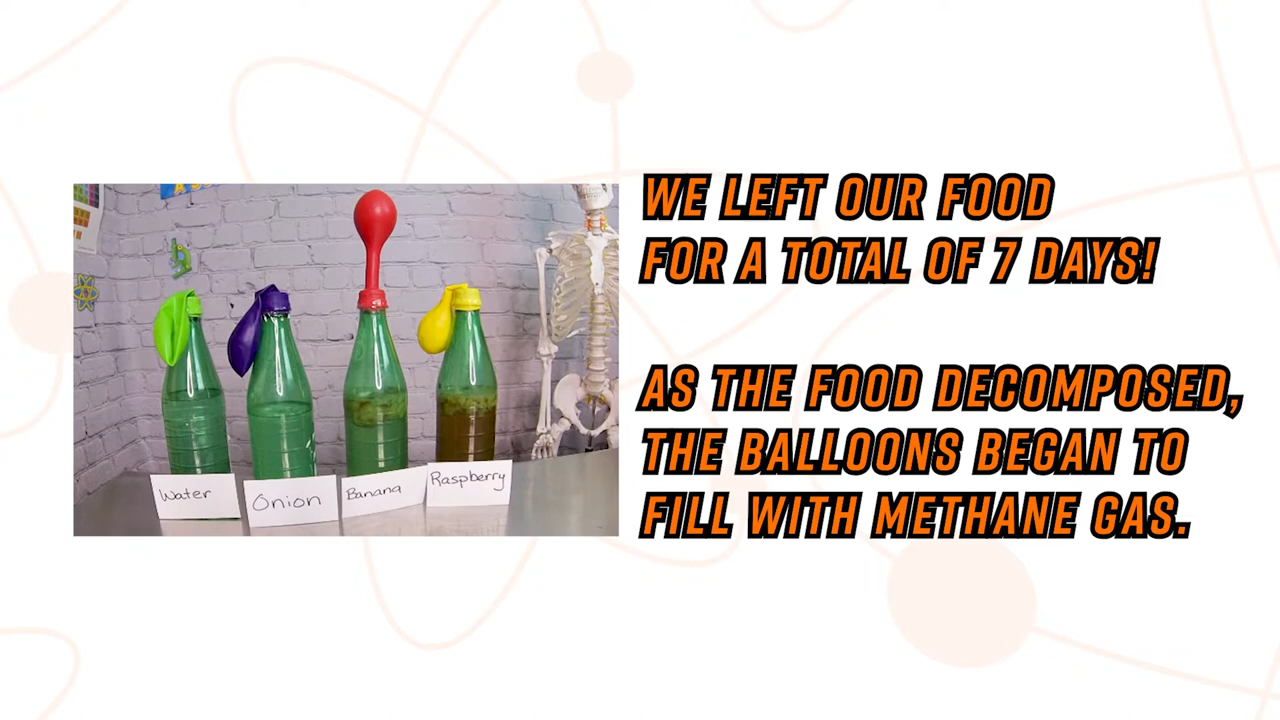 WE LEFT OUR FOOD
FOR A TOTAL OF 7 DAYS!
AS THE FOOD DECOMPOSED,
THE BALLOONS BEGAN TO
FILL WITH METHANE GAS.
Water
Onion
Banana
Raspberry